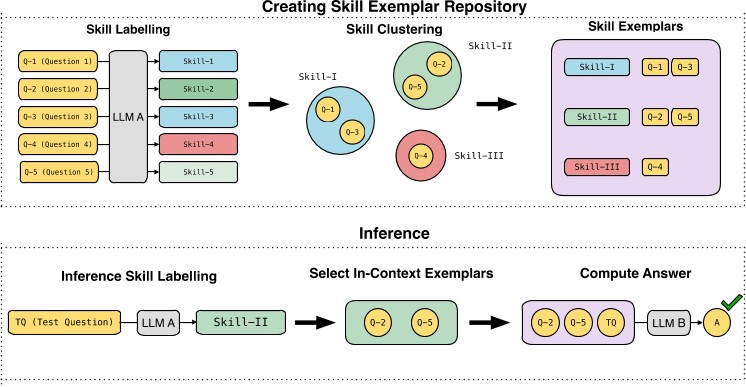 Creating Skill Exemplar Repository
Skill Labelling
Q-1 (Question 1)
Q-2 (Question 2)
Q-3 (Question 3)
Q-4 (Question 4)
Q-5 (Question 5)
LLM A
Skill-1
Skill-2
Skill-3
Skill-4
Skill-5
Skill Clustering
Skill-I
Q-1
Q-3
Skill-II
Q-2
Q-5
Skill-III
Q-4
Skill Exemplars
Skill-I Q-1 Q-3
Skill-II Q-2 Q-5
Skill-III Q-4
Inference
Inference Skill Labelling
TQ (Test Question) LLM A Skill-II
Select In-Context Exemplars
Q-2 Q-5
Compute Answer
Q-2 Q-5 TQ LLM B A